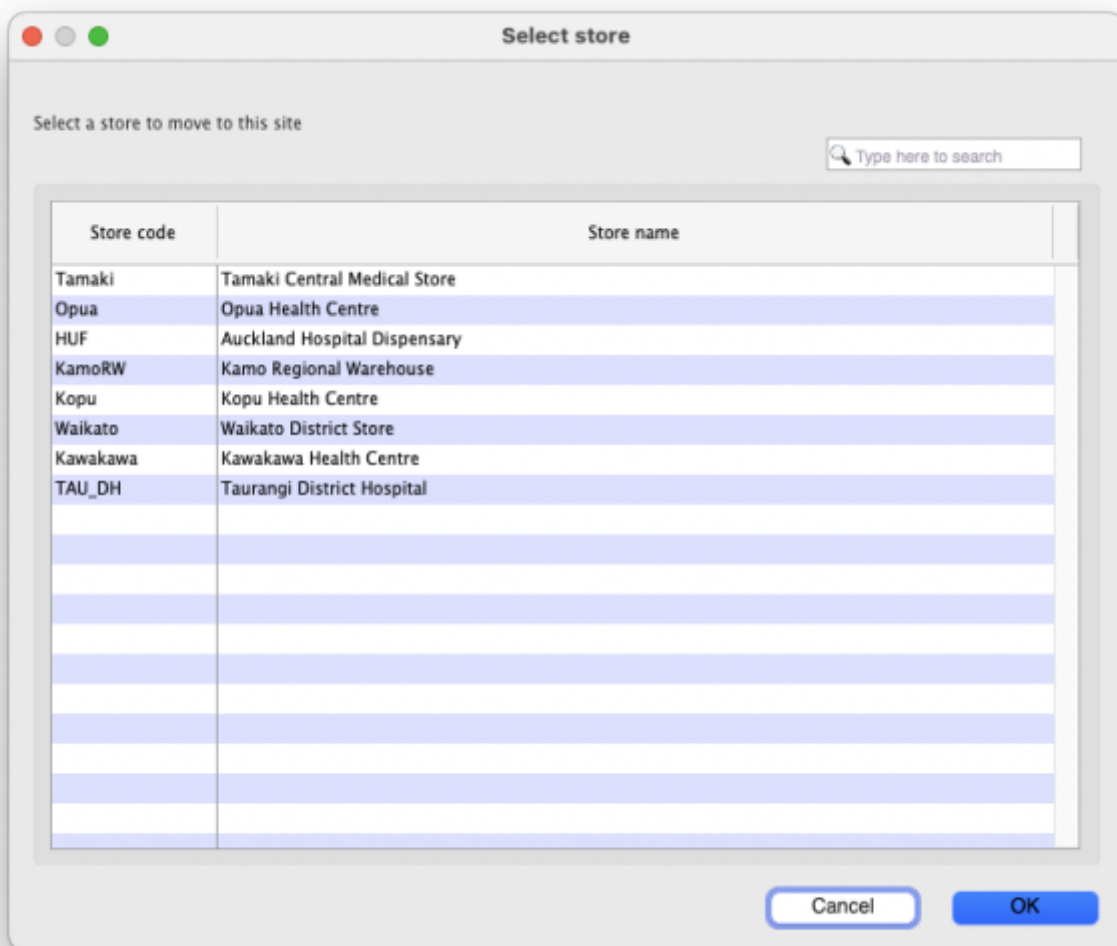 Select store
Select a store to move to this site
Type here to search
Store code Store name
Tamaki Tamaki Central Medical Store
Opua Opua Health Centre
HUF Auckland Hospital Dispensary
KamoRW Kamo Regional Warehouse
Kopu Kopu Health Centre
Waikato Waikato District Store
Kawakawa Kawakawa Health Centre
TAU_DH Taurangi District Hospital
Cancel OK